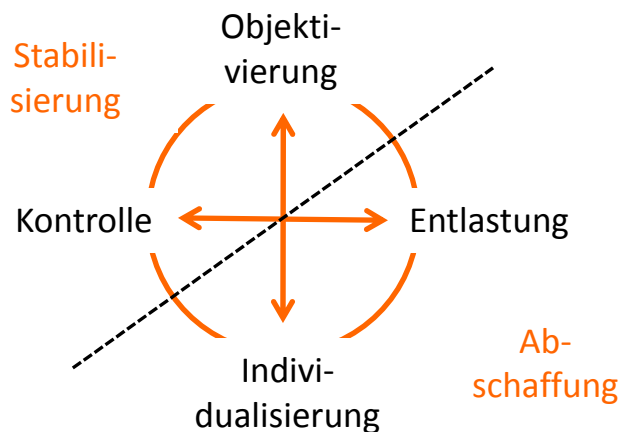 Objekti-
vierung
Stabili-
sierung
Kontrolle
Entlastung
Indivi-
dualisierung
Ab-
schaffung